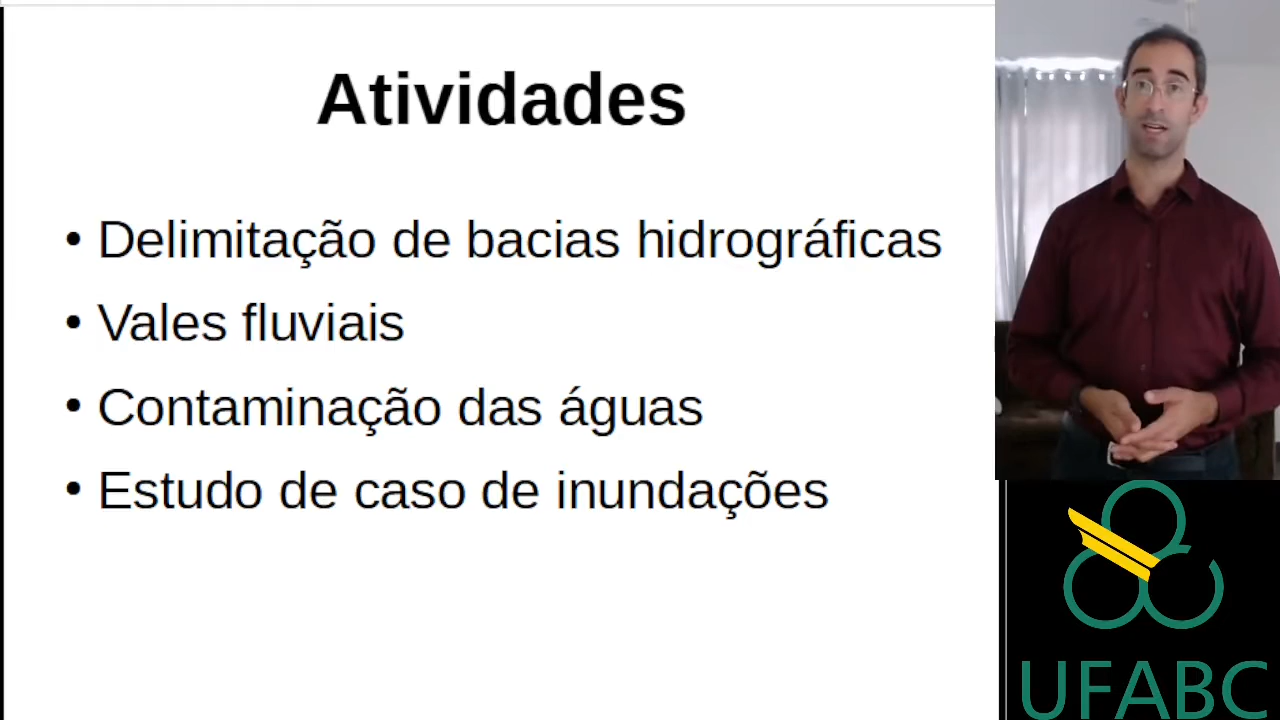 Atividades
• Delimitação de bacias hidrográficas
• Vales fluviais
• Contaminação das águas
• Estudo de caso de inundações
UFABC